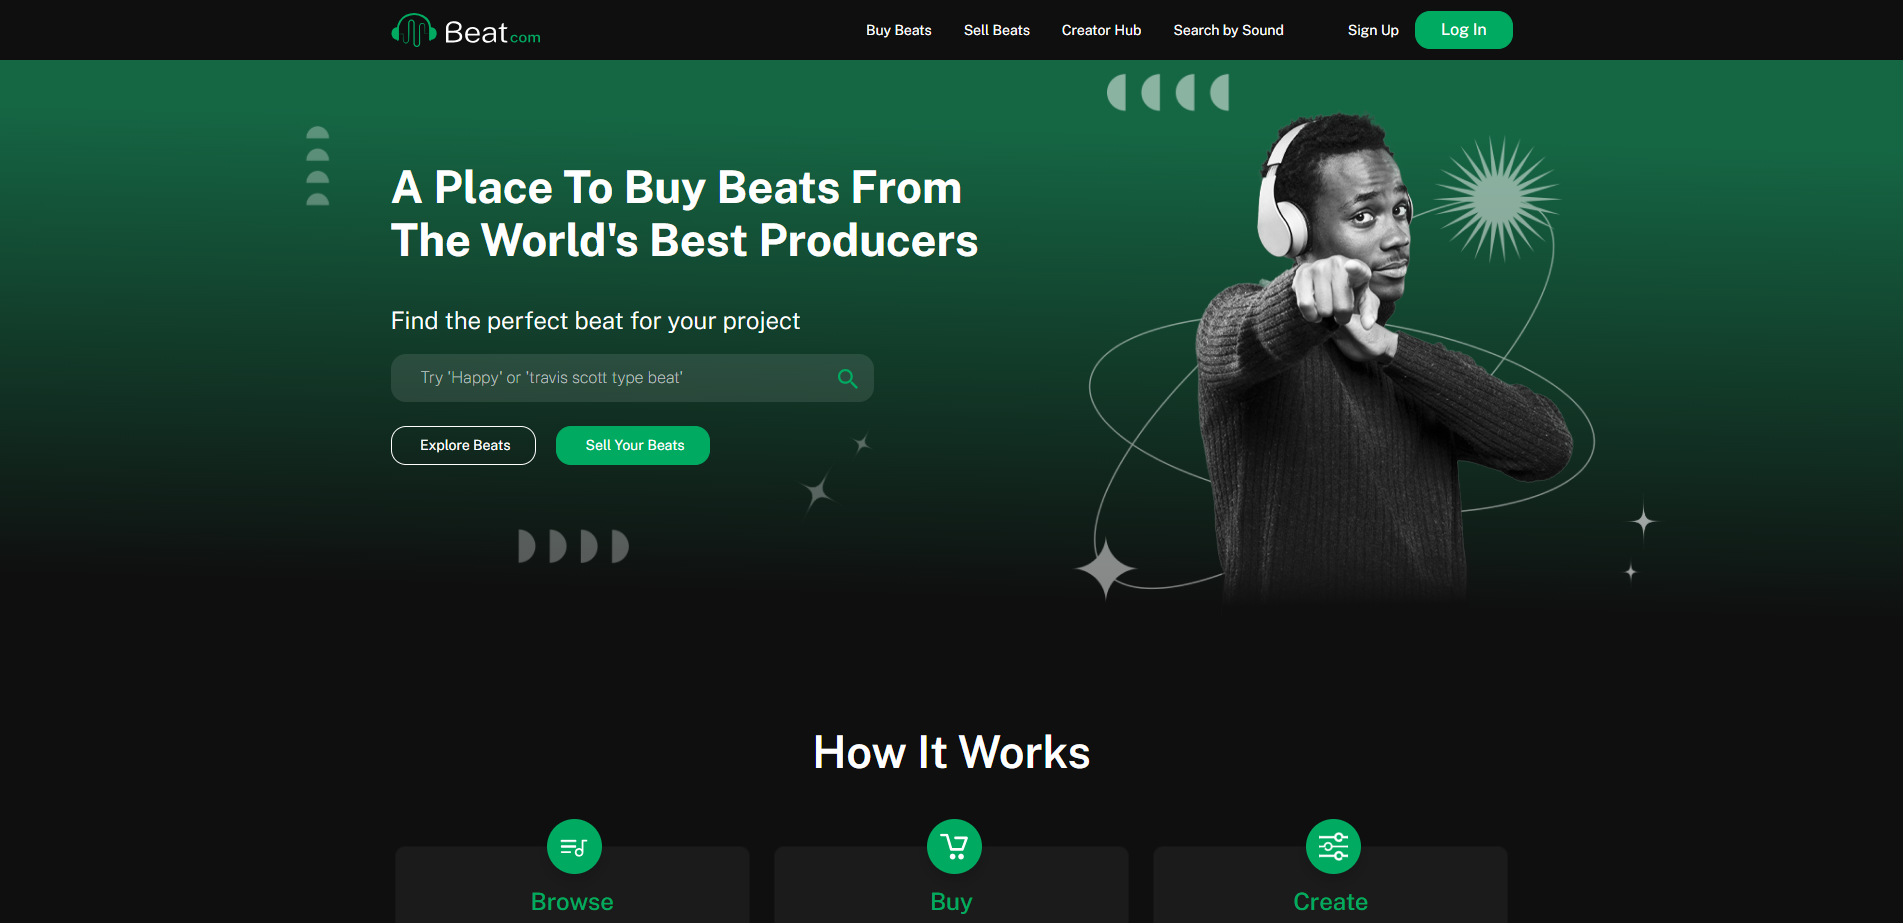 Beat.com
Buy Beats
Sell Beats
Creator Hub
Search by Sound
Sign Up
Log In
A Place To Buy Beats From
The World's Best Producers
Find the perfect beat for your project
Try 'Happy' or 'travis scott type beat'
Explore Beats
Sell Your Beats
How It Works
Browse
Buy
Create